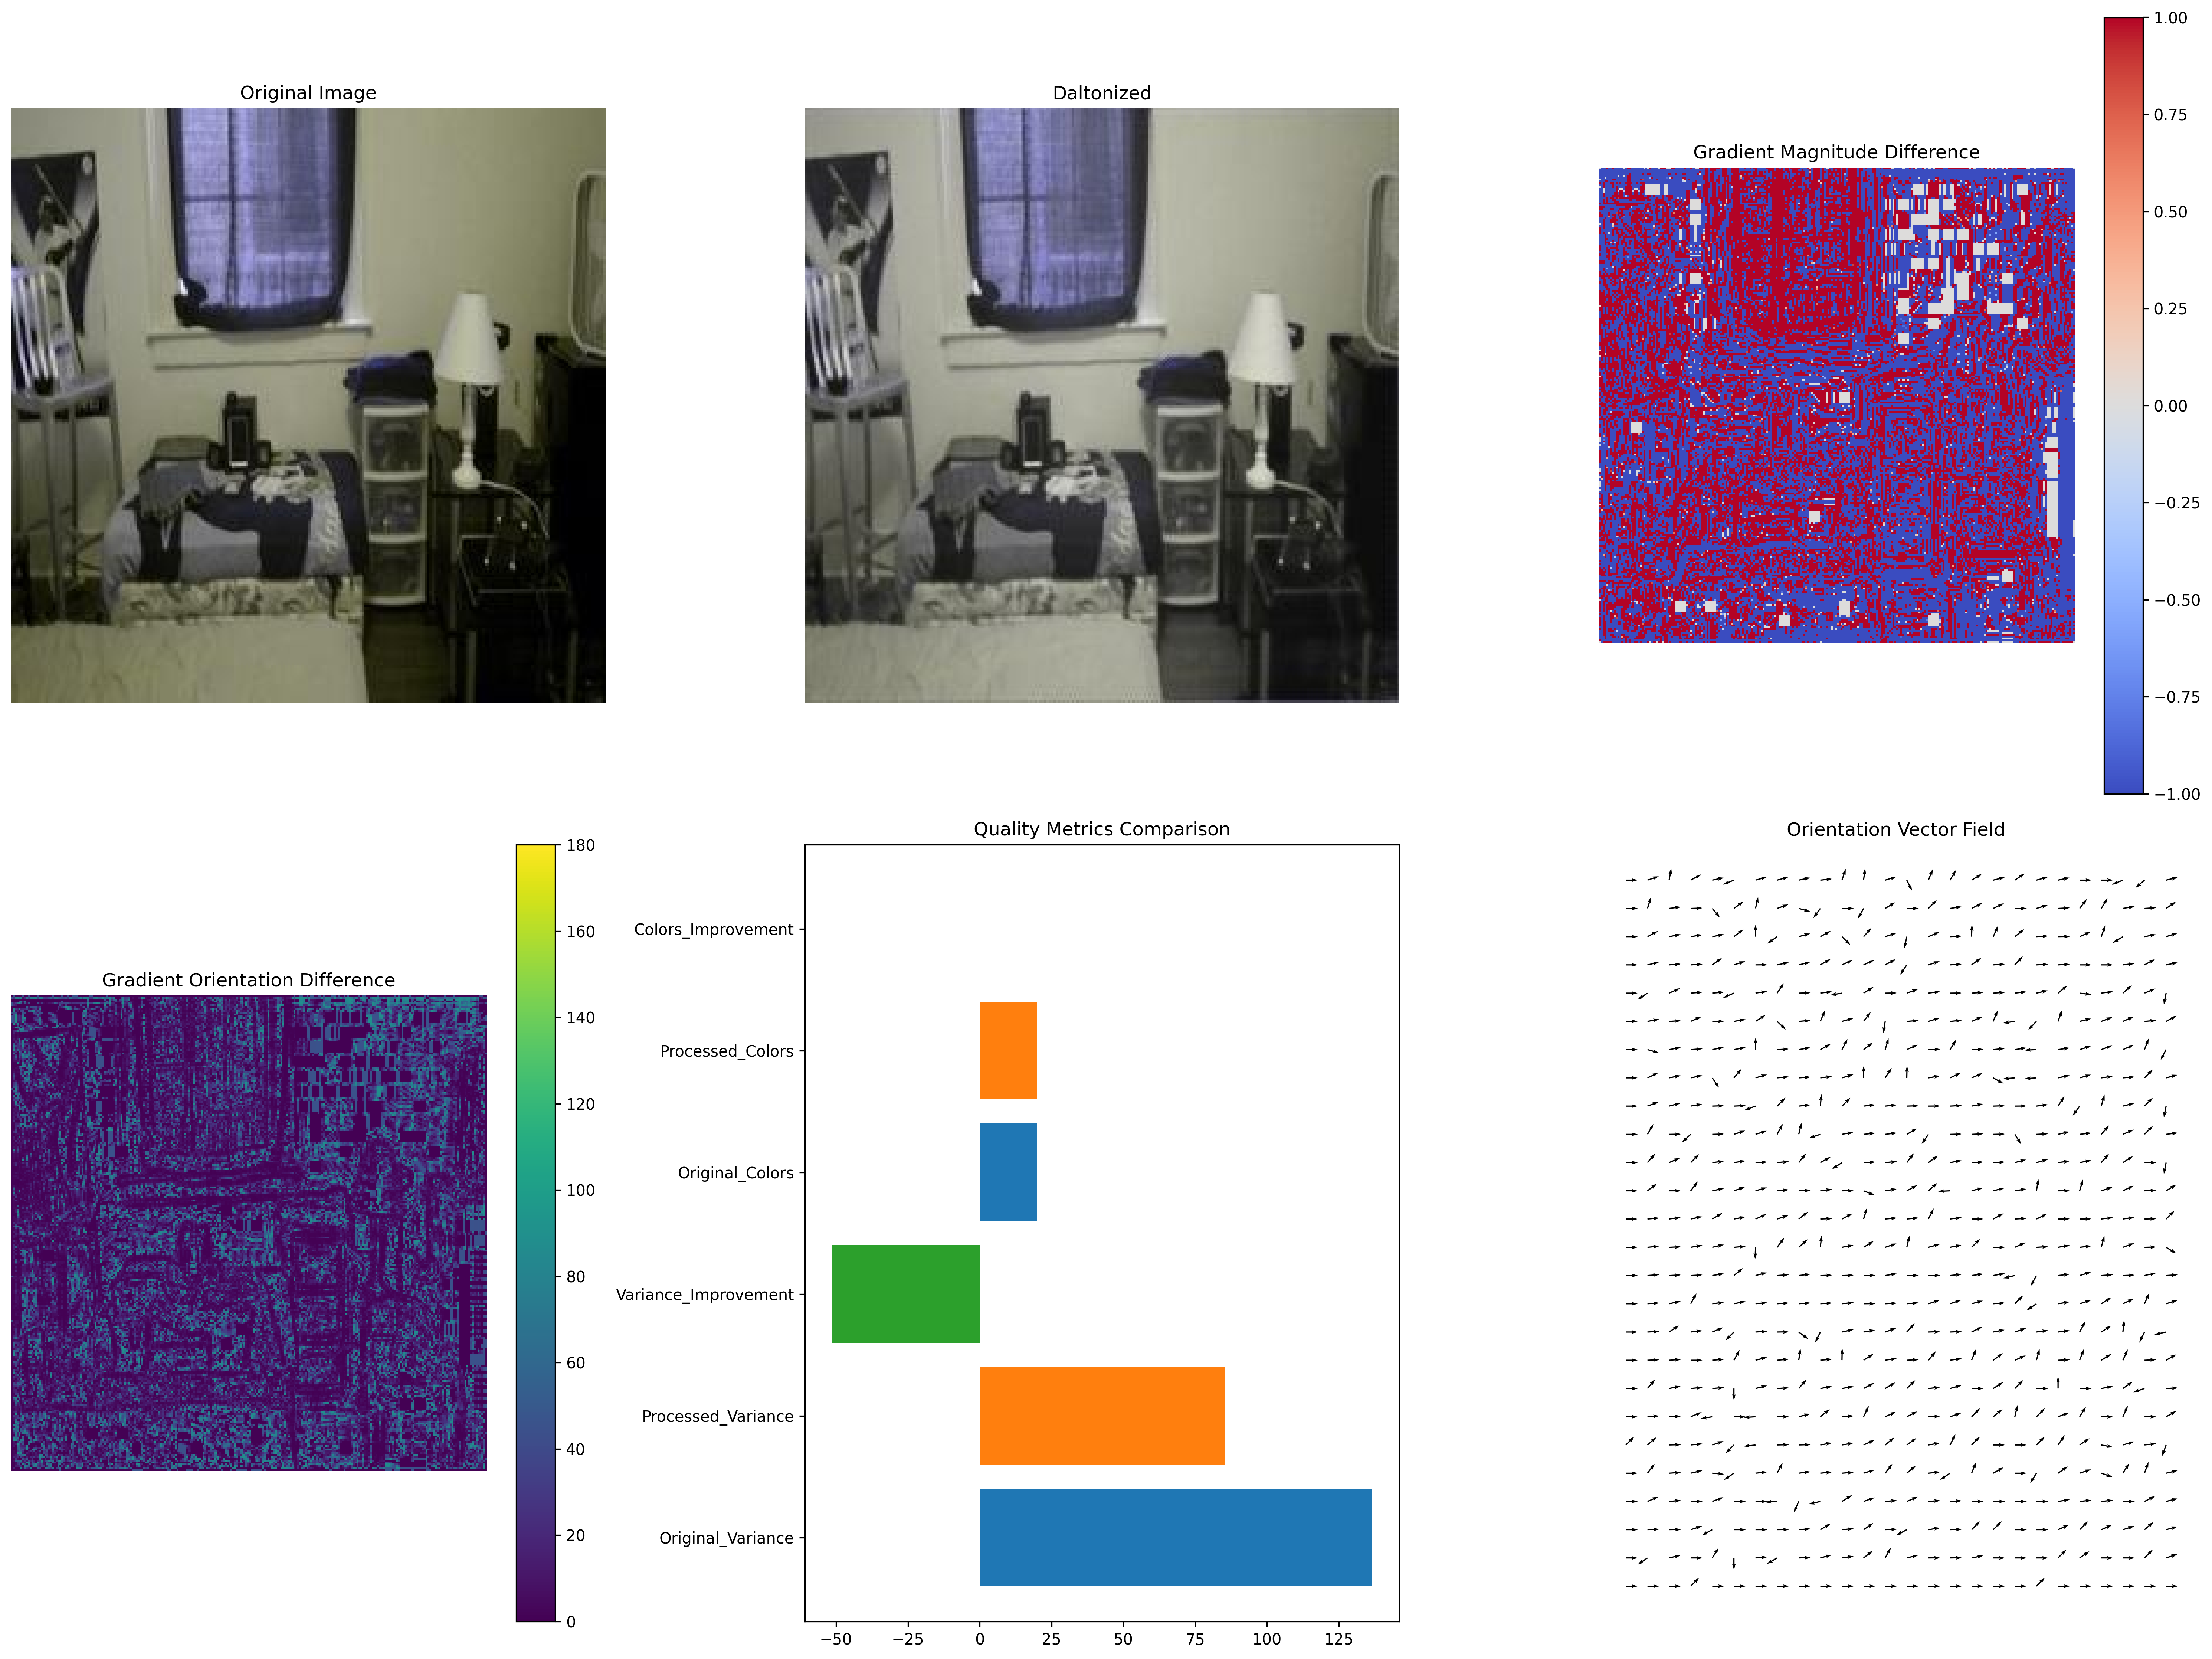 Original Image
Daltonized
Gradient Magnitude Difference
1.00
0.75
0.50
0.25
0.00
−0.25
−0.50
−0.75
−1.00
Gradient Orientation Difference
180
160
140
120
100
80
60
40
20
0
Quality Metrics Comparison
Colors_Improvement
Processed_Colors
Original_Colors
Variance_Improvement
Processed_Variance
Original_Variance
−50 −25 0 25 50 75 100 125
Orientation Vector Field